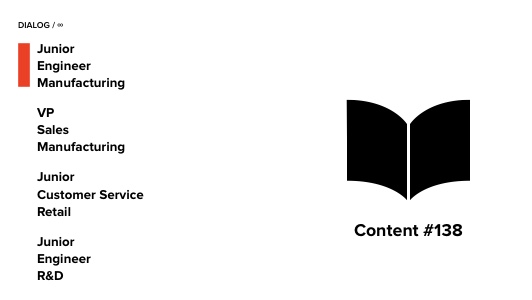 DIALOG / ∞
Junior
Engineer
Manufacturing
VP
Sales
Manufacturing
Junior
Customer Service
Retail
Junior
Engineer
R&D
Content #138